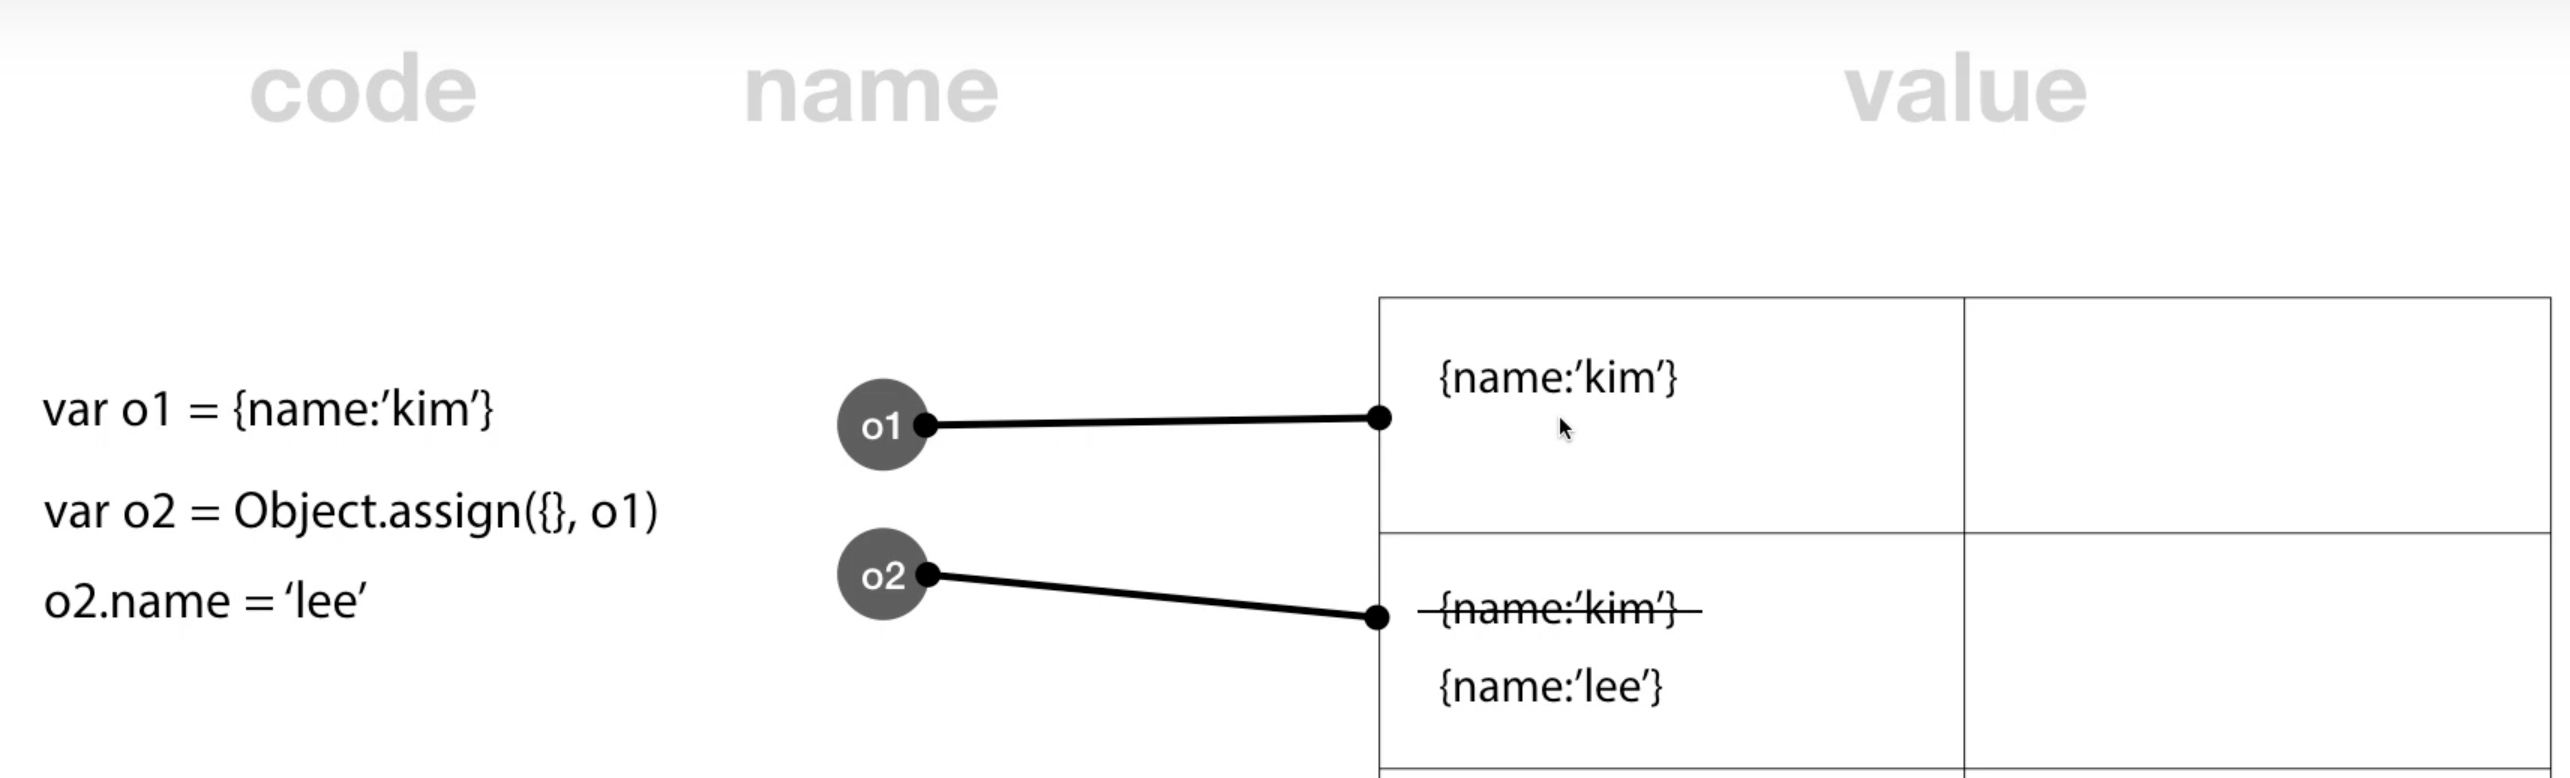 code name value
var o1 = {name:’kim’}
var o2 = Object.assign({}, o1)
o2.name = ‘lee’
o1
o2
{name:’kim’}
{name:’kim’}
{name:’lee’}